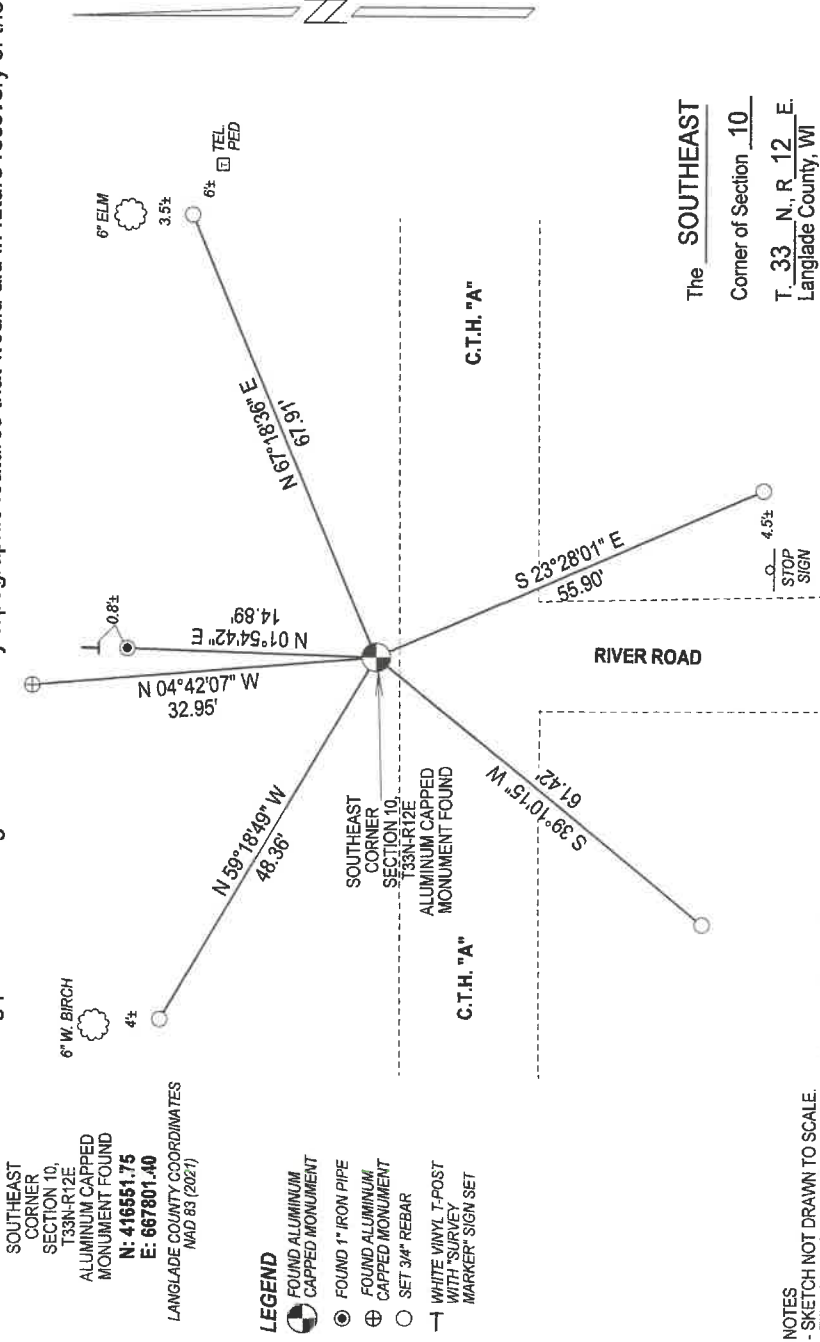 6" ELM
3.5'±
6'±
T
TEL.
PED
N
N 67°18'36" E
67.91'
0.8'±
N 01°54'42" E
14.89'
N 04°42'07" W
32.95'
6" W. BIRCH
4'±
N 59°18'49" W
48.36'
SOUTHEAST
CORNER
SECTION 10,
T33N-R12E
ALUMINUM CAPPED
MONUMENT FOUND
C.T.H. "A"
C.T.H. "A"
S 39°10'15" W
61.42'
S 23°28'01" E
55.90'
4.5'±
STOP
SIGN
RIVER ROAD
SOUTHEAST
CORNER
SECTION 10,
T33N-R12E
ALUMINUM CAPPED
MONUMENT FOUND
N: 416551.75
E: 667801.40
LANGLADE COUNTY COORDINATES
NAD 83 (2021)
LEGEND
FOUND ALUMINUM
CAPPED MONUMENT
FOUND 1" IRON PIPE
FOUND ALUMINUM
CAPPED MONUMENT
SET 3/4" REBAR
WHITE VINYL T-POST
WITH "SURVEY
MARKER" SIGN SET
The SOUTHEAST
Corner of Section 10
T. 33 N., R 12 E.
Langlade County, WI
NOTES
- SKETCH NOT DRAWN TO SCALE.